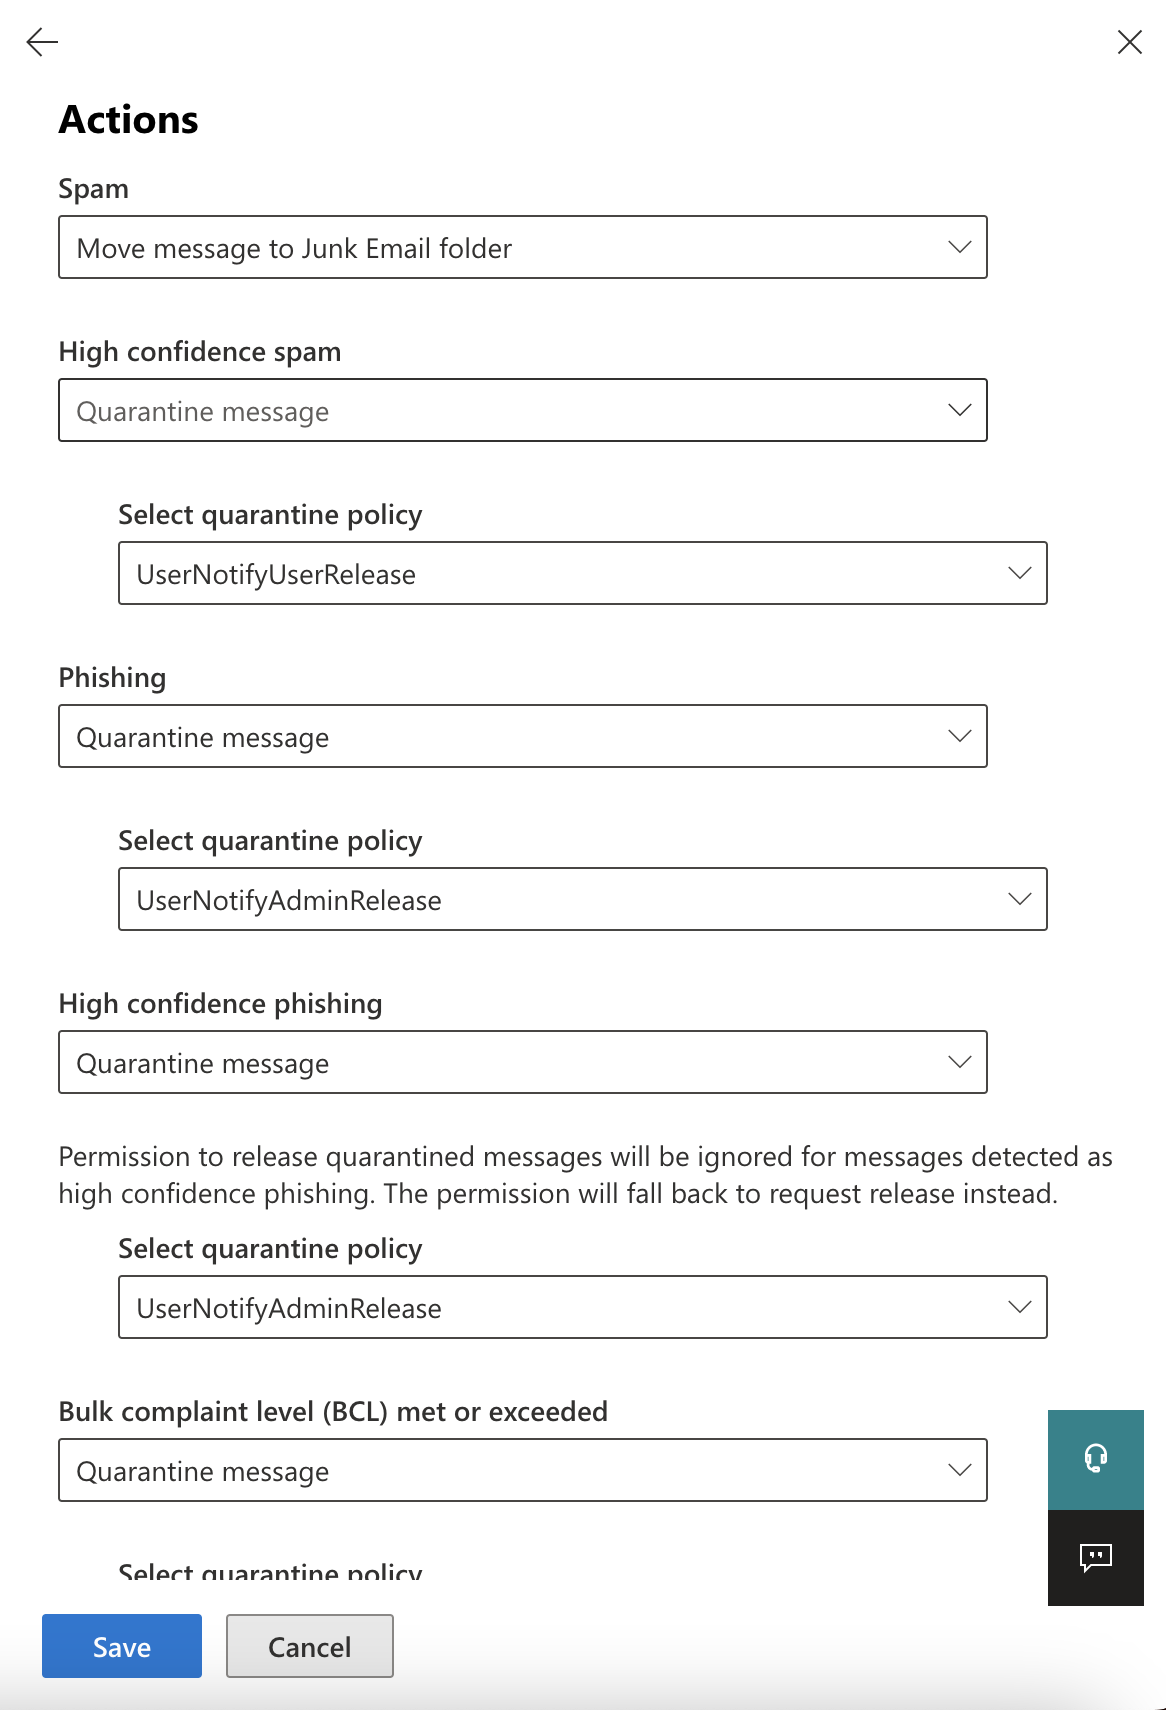 Actions
Spam
Move message to Junk Email folder
High confidence spam
Quarantine message
Select quarantine policy
UserNotifyUserRelease
Phishing
Quarantine message
Select quarantine policy
UserNotifyAdminRelease
High confidence phishing
Quarantine message
Permission to release quarantined messages will be ignored for messages detected as
high confidence phishing. The permission will fall back to request release instead.
Select quarantine policy
UserNotifyAdminRelease
Bulk complaint level (BCL) met or exceeded
Quarantine message
Select quarantine policy
Save
Cancel